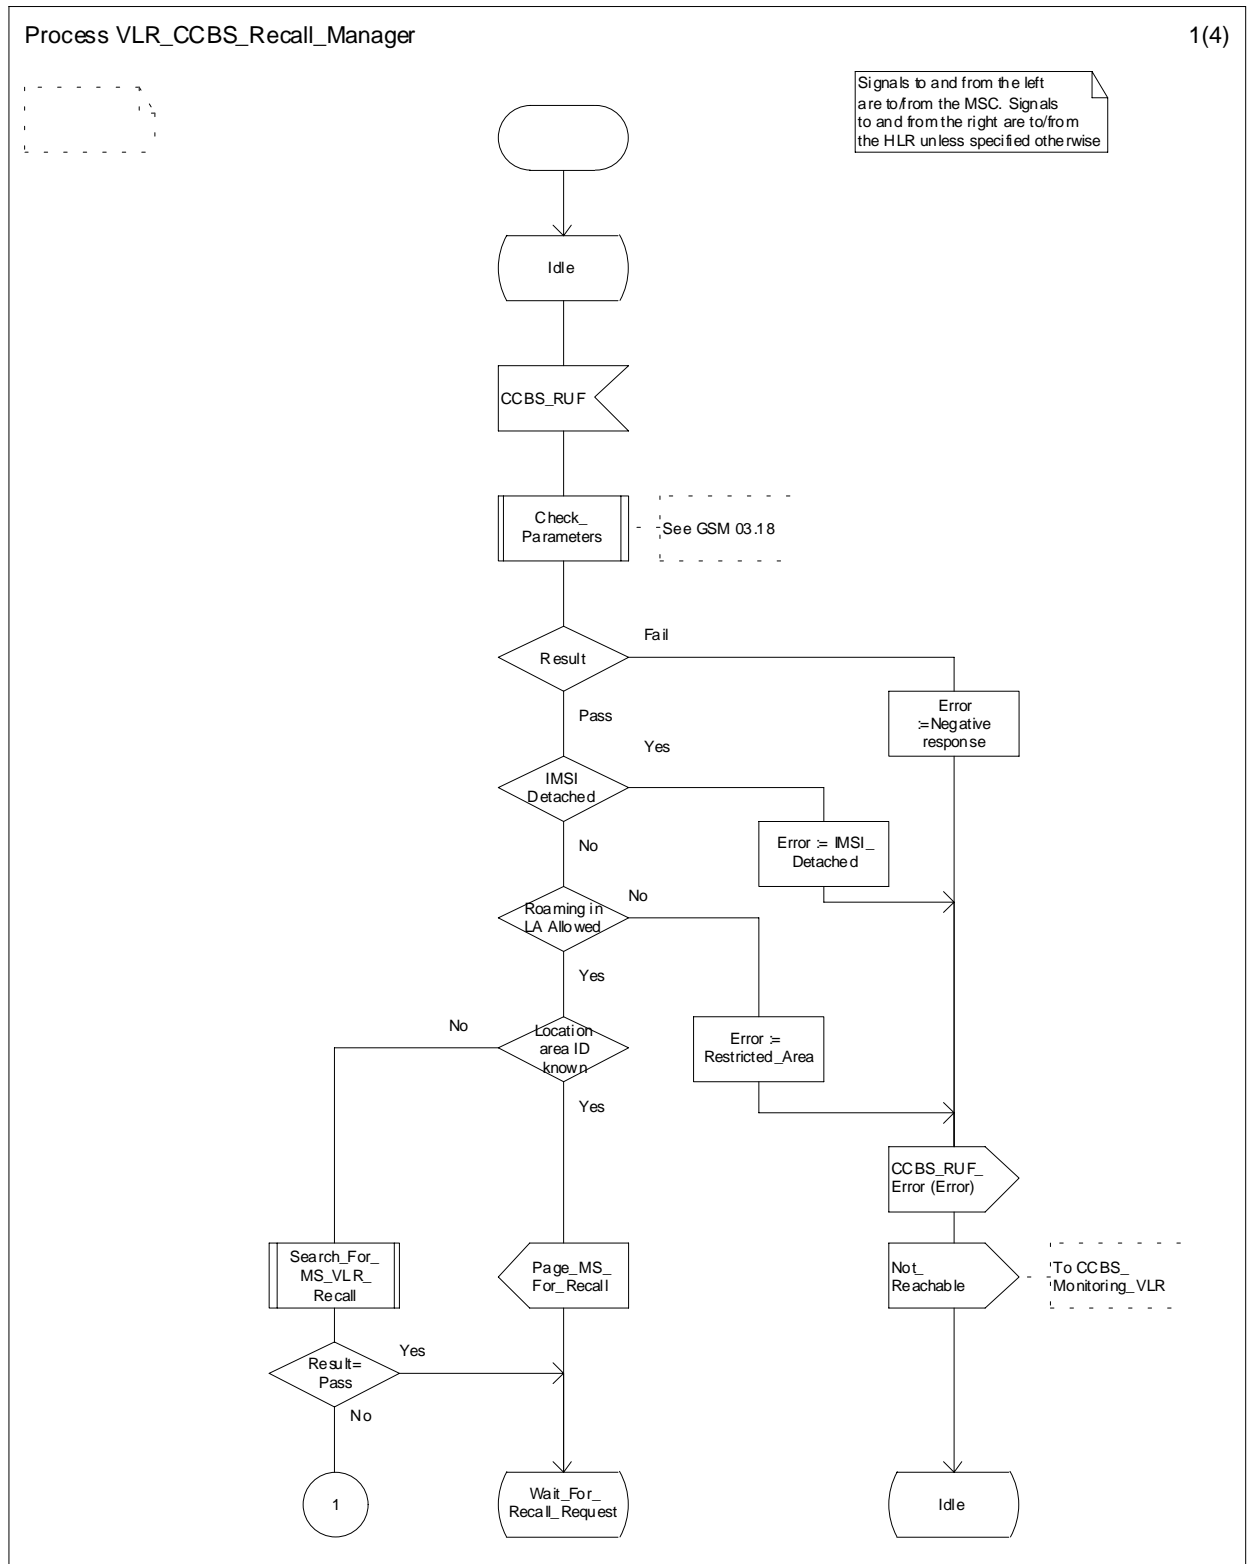 Process VLR_CCBS_Recall_Manager
1(4)
Signals to and from the left
are to/from the MSC. Signals
to and from the right are to/from
the HLR unless specified otherwise
Idle
CCBS_RUF
Check_
Parameters
See GSM 03.18
Fail
Result
Error
:=Negative
response
Pass
Yes
IMSI
Detached
Error := IMSI_
Detached
No
No
Roaming in
LA Allowed
Yes
No
Location
area ID
known
Error :=
Restricted_Area
Yes
CCBS_RUF_
Error (Error)
Search_For_
MS_VLR_
Recall
Page_MS_
For_Recall
Not_
Reachable
To CCBS_
Monitoring_VLR
Yes
Result=
Pass
No
1
Wait_For_
Recall_Request
Idle